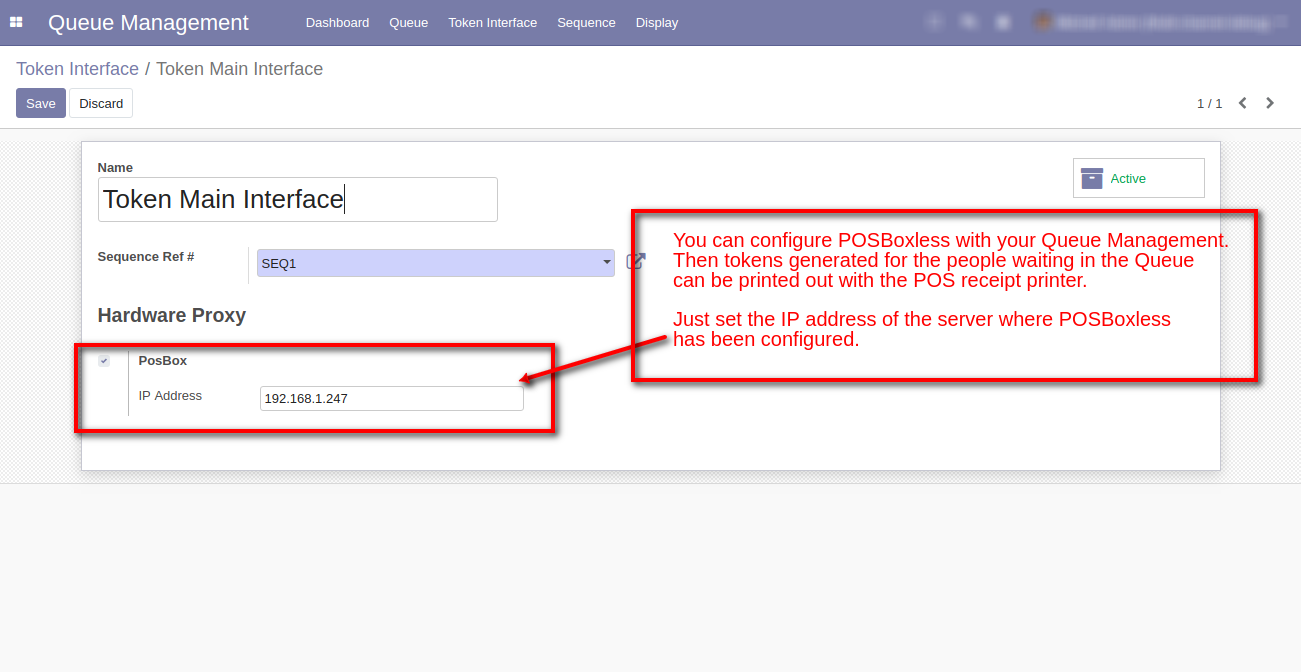 Queue Management Dashboard Queue Token Interface Sequence Display
Token Interface / Token Main Interface
Save Discard
1 / 1
Name
Token Main Interface
Active
Sequence Ref #
SEQ1
You can configure POSBoxless with your Queue Management.
Then tokens generated for the people waiting in the Queue
can be printed out with the POS receipt printer.
Just set the IP address of the server where POSBoxless
has been configured.
Hardware Proxy
PosBox
IP Address
192.168.1.247